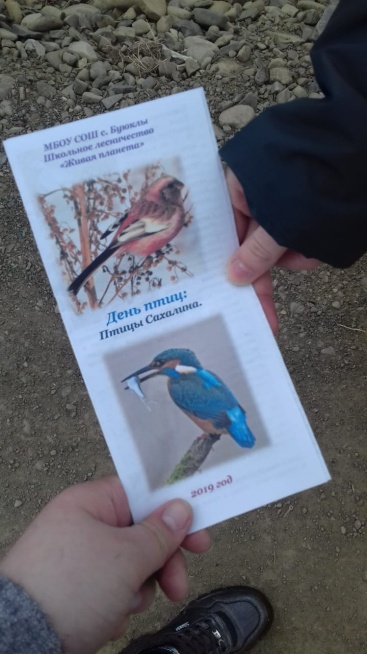 МБОУ СОШ с. Буюклы
Школьное лесничество
«Живая планета»
День птиц:
Птицы Сахалина.
2019 год